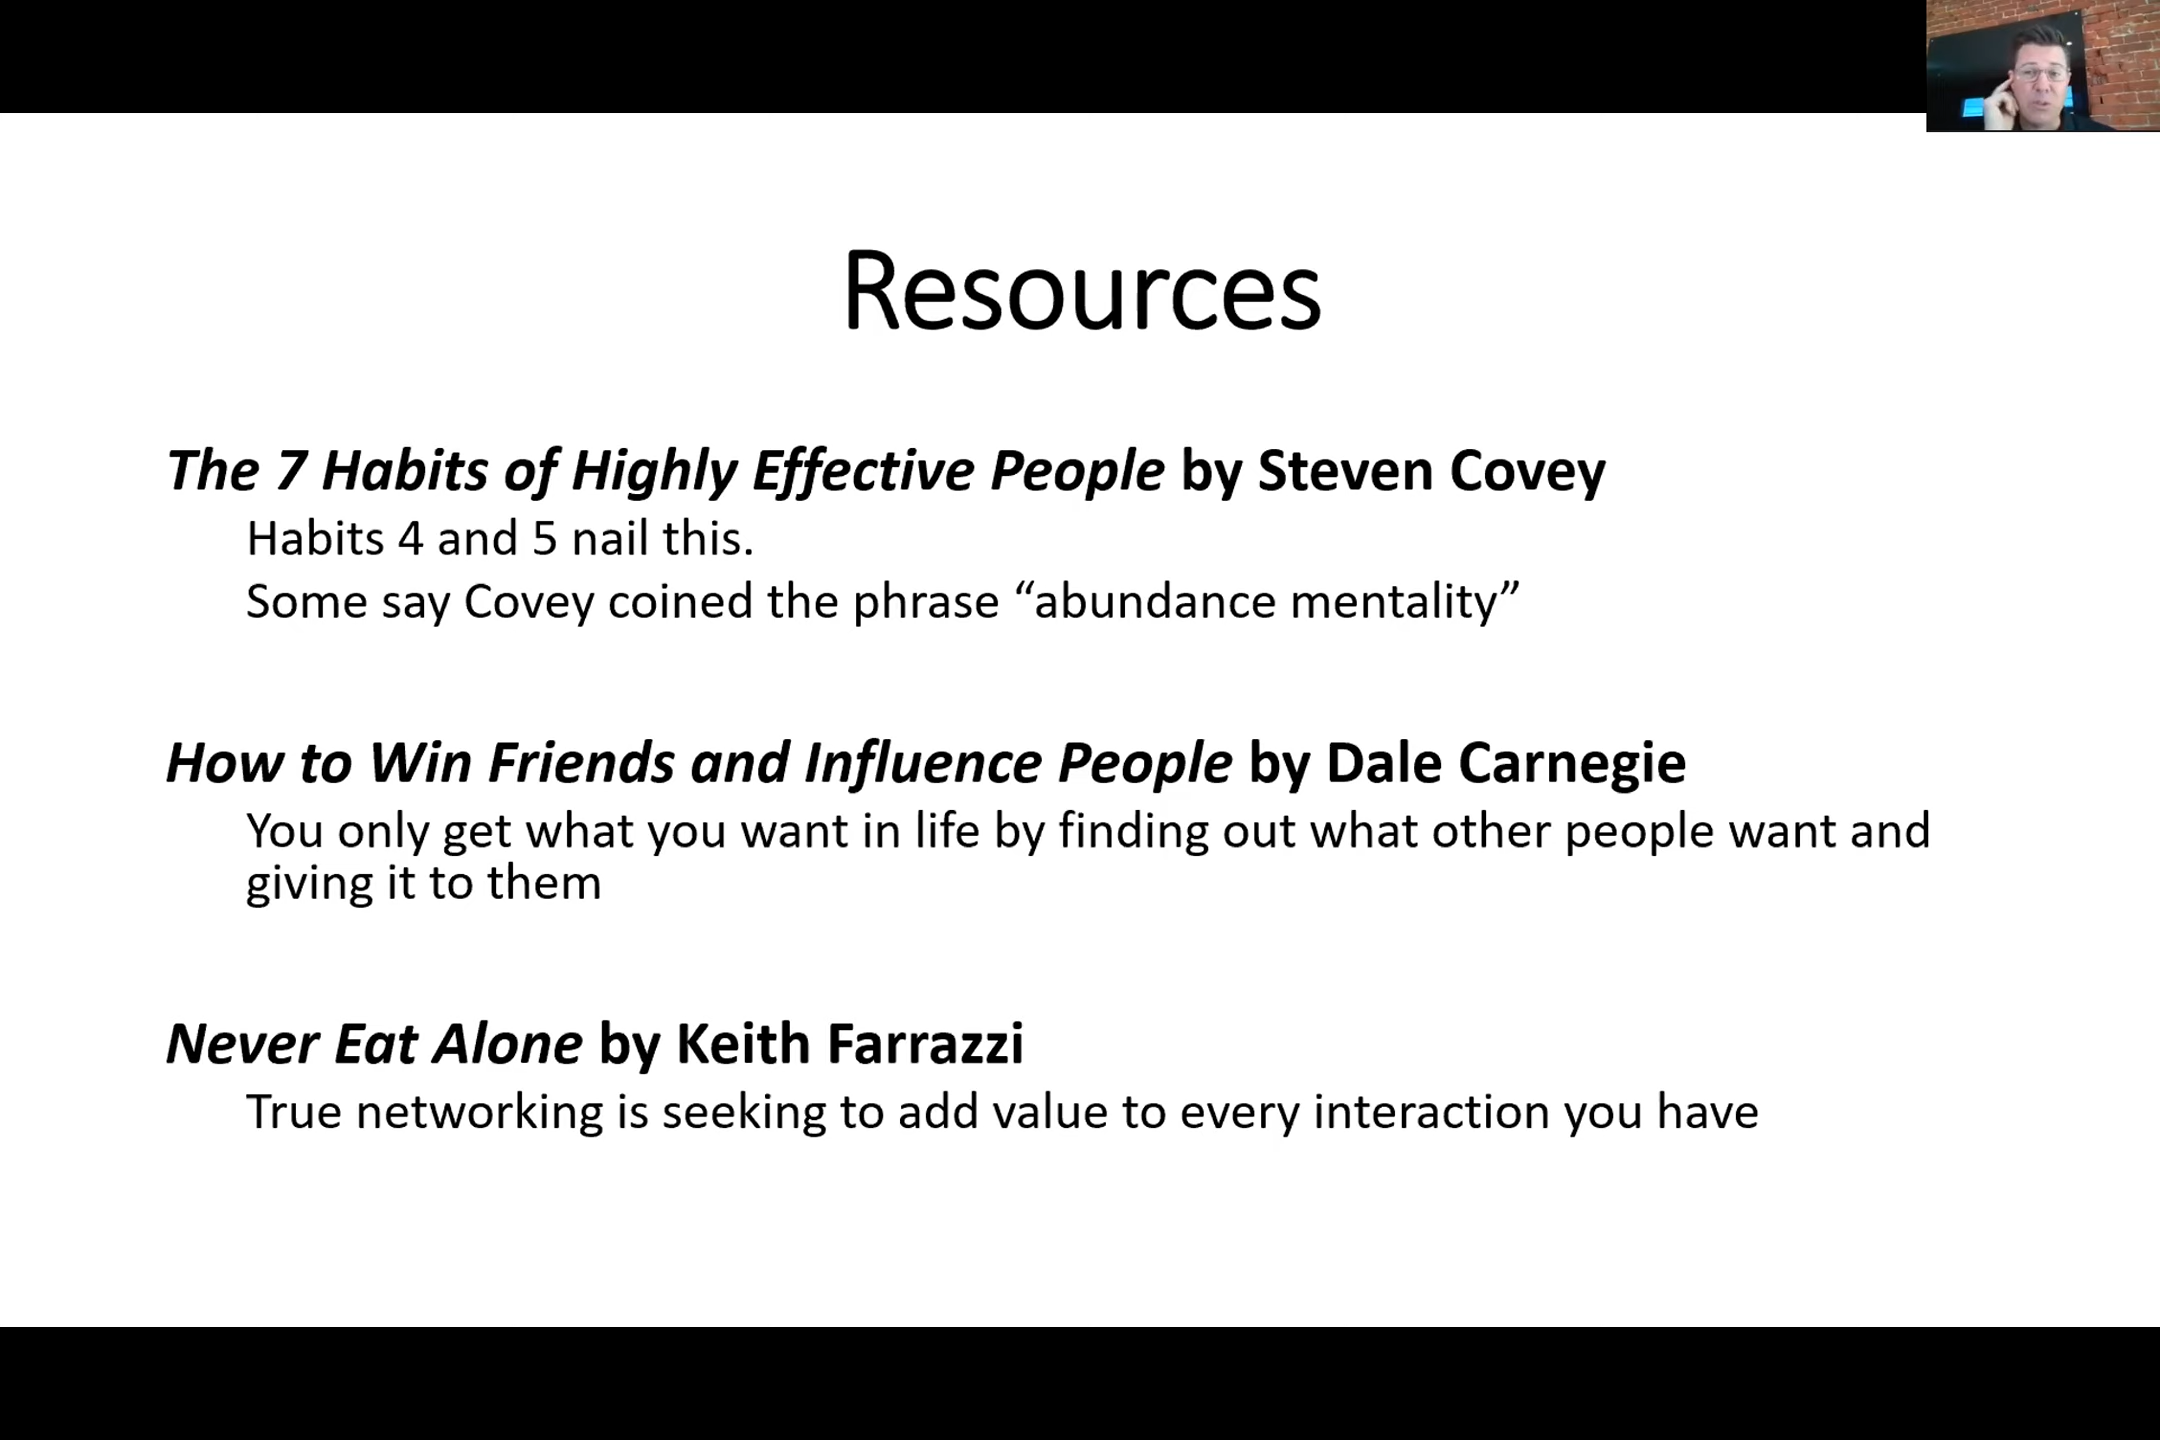 Resources
The 7 Habits of Highly Effective People by Steven Covey
Habits 4 and 5 nail this.
Some say Covey coined the phrase “abundance mentality”
How to Win Friends and Influence People by Dale Carnegie
You only get what you want in life by finding out what other people want and
giving it to them
Never Eat Alone by Keith Farrazzi
True networking is seeking to add value to every interaction you have